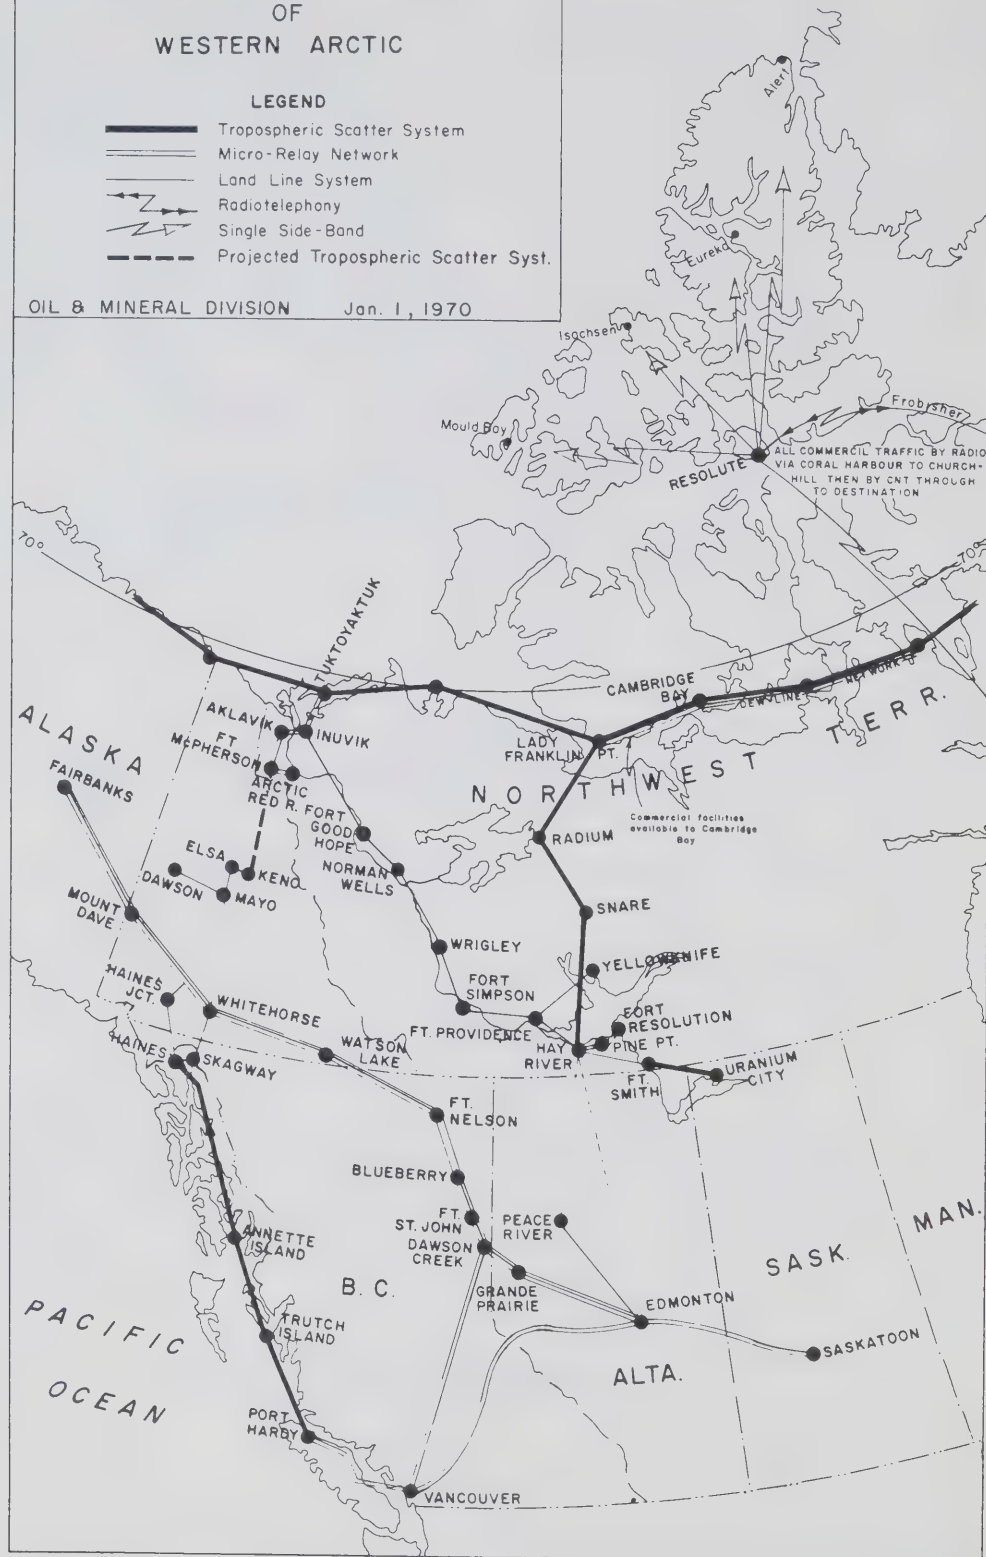 OF
WESTERN ARCTIC
LEGEND
Tropospheric Scatter System
Micro-Relay Network
Land Line System
Radiotelephony
Single Side-Band
Projected Tropospheric Scatter Syst.
OIL & MINERAL DIVISION Jan. 1, 1970
Alert
Eureka
Isachsen
Mould Bay
Frobisher
RESOLUTE
ALL COMMERCIL TRAFFIC BY RADIO
VIA CORAL HARBOUR TO CHURCH-
HILL THEN BY CNT THROUGH
TO DESTINATION
70°
70°
TUKTOYAKTUK
CAMBRIDGE
BAY
DEWLINE
NETWORK
ALASKA
AKLAVIK
INUVIK
FT
McPHERSON
ARCTIC
RED R.
FORT
GOOD
HOPE
LADY
FRANKLIN PT.
NORTHWEST TERR.
Commercial facilities
available to Cambridge
Bay
FAIRBANKS
RADIUM
ELSA
KENO
DAWSON
MAYO
NORMAN
WELLS
MOUNT
DAVE
SNARE
WRIGLEY
YELLOWKNIFE
HAINES
JCT.
WHITEHORSE
FORT
SIMPSON
FT. PROVIDENCE
FORT
RESOLUTION
PINE PT.
HAY
RIVER
HAINES
SKAGWAY
WATSON
LAKE
FT.
SMITH
URANIUM
CITY
FT.
NELSON
BLUEBERRY
FT.
ST. JOHN
PEACE
RIVER
DAWSON
CREEK
ANNETTE
ISLAND
B.C.
GRANDE
PRAIRIE
EDMONTON
SASK.
MAN.
PACIFIC
OCEAN
TRUTCH
ISLAND
SASKATOON
ALTA.
PORT
HARDY
VANCOUVER